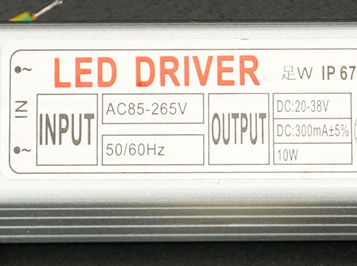 LED DRIVER 足W IP 67
IN
INPUT
AC85-265V
50/60Hz
OUTPUT
DC:20-38V
DC:300mA±5%
10W